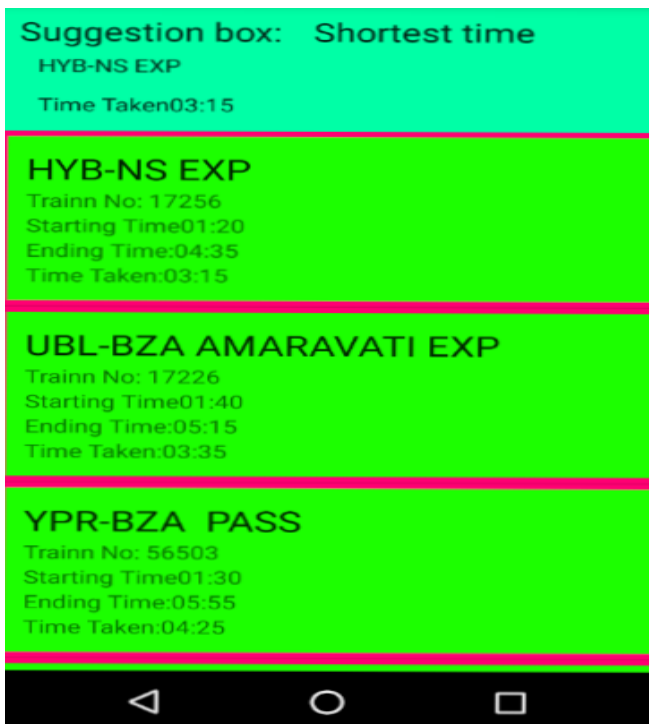 Suggestion box: Shortest time
HYB-NS EXP
Time Taken03:15
HYB-NS EXP
Trainn No: 17256
Starting Time01:20
Ending Time:04:35
Time Taken:03:15
UBL-BZA AMARAVATI EXP
Trainn No: 17226
Starting Time01:40
Ending Time:05:15
Time Taken:03:35
YPR-BZA PASS
Trainn No: 56503
Starting Time01:30
Ending Time:05:55
Time Taken:04:25